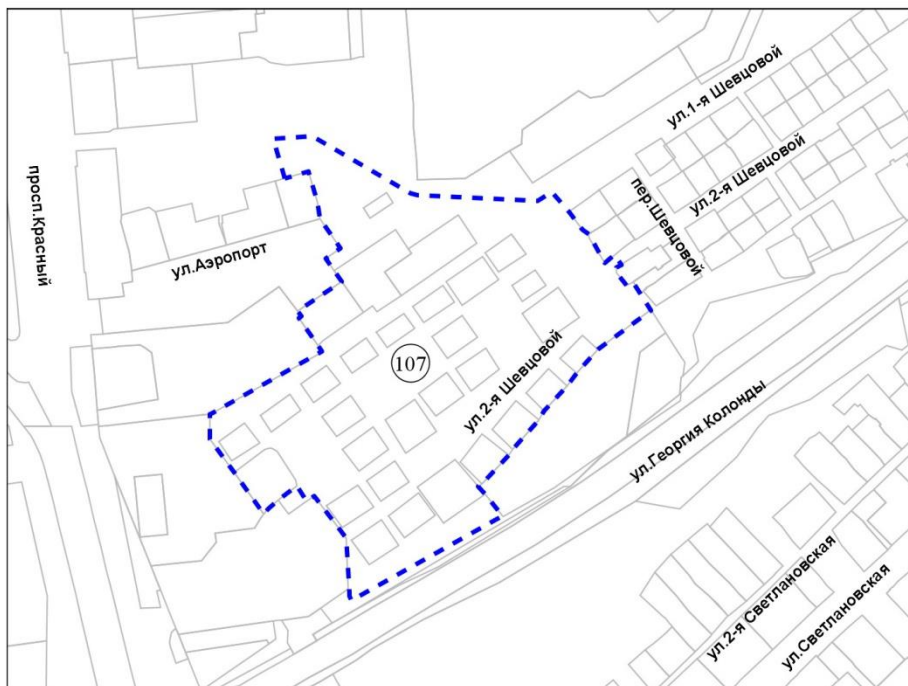 ул.1-я Шевцовой
ул.2-я Шевцовой
пер.Шевцовой
просп.Красный
ул.Аэропорт
107
ул.2-я Шевцовой
ул.Георгия Колонды
ул.2-я Светлановская
ул.Светлановская